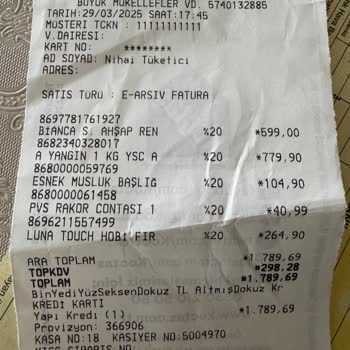 BÜYÜK MÜKELLEFLER VD. 5740132885
TARİH:29/03/2025 SAAT:17:45
MÜŞTERİ TCKN : 11111111111
V.DAİRESİ:
KART NO: ********
AD SOYAD: Nihai Tüketici
ADRES:
SATIŞ TÜRÜ : E-ARŞİV FATURA
8697781761927
BİANCA S. AHŞAP REN %20 *599,00
8682340328017
A YANGIN 1 KG YSC A %20 *779,90
8680000059769
ESNEK MUSLUK BAŞLIĞ %20 *104,90
8680000061458
PVS RAKOR CONTASI 1 %20 *40,99
8696211557499
LUNA TOUCH HOBİ FIR %20 *264,90
ARA TOPLAM *1.789,69
TOPKDV *298,28
TOPLAM *1.789,69
BinYediYüzSeksenDokuz TL AltmışDokuz Kr
KREDİ KARTI
Yapı Kredi (1) *1.789,69
Provizyon: 366906
KASA NO:18 KASİYER NO:5004970